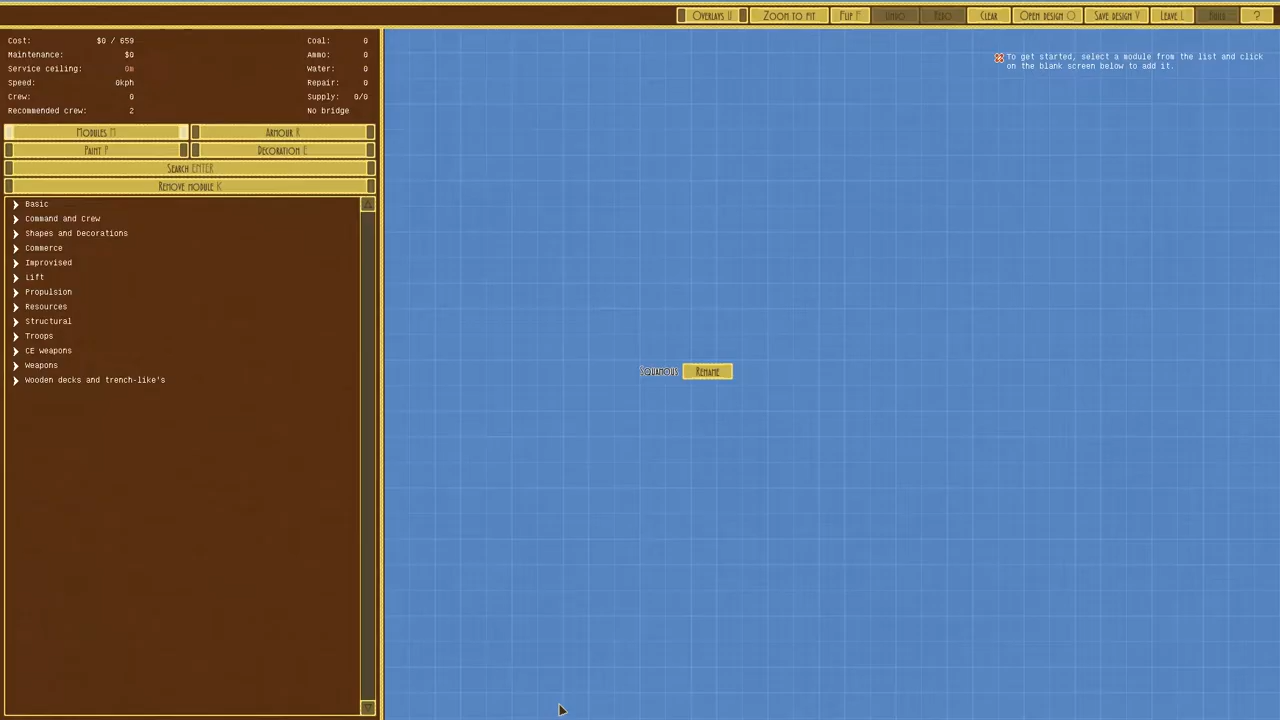 OVERLAYS U
ZOOM TO FIT
FLIP F
UNDO
REDO
CLEAR
OPEN DESIGN O
SAVE DESIGN V
LEAVE L
BUILD
?
Cost: $0 / 659
Maintenance: $0
Service ceiling: 0m
Speed: 0kph
Crew: 0
Recommended crew: 2
Coal: 0
Ammo: 0
Water: 0
Repair: 0
Supply: 0/0
No bridge
To get started, select a module from the list and click
on the blank screen below to add it.
MODULES M
ARMOUR R
PAINT P
DECORATION E
SEARCH ENTER
REMOVE MODULE K
Basic
Command and Crew
Shapes and Decorations
Commerce
Improvised
Lift
Propulsion
Resources
Structural
Troops
CE weapons
Weapons
Wooden decks and trench-like's
SQUAMOUS
RENAME